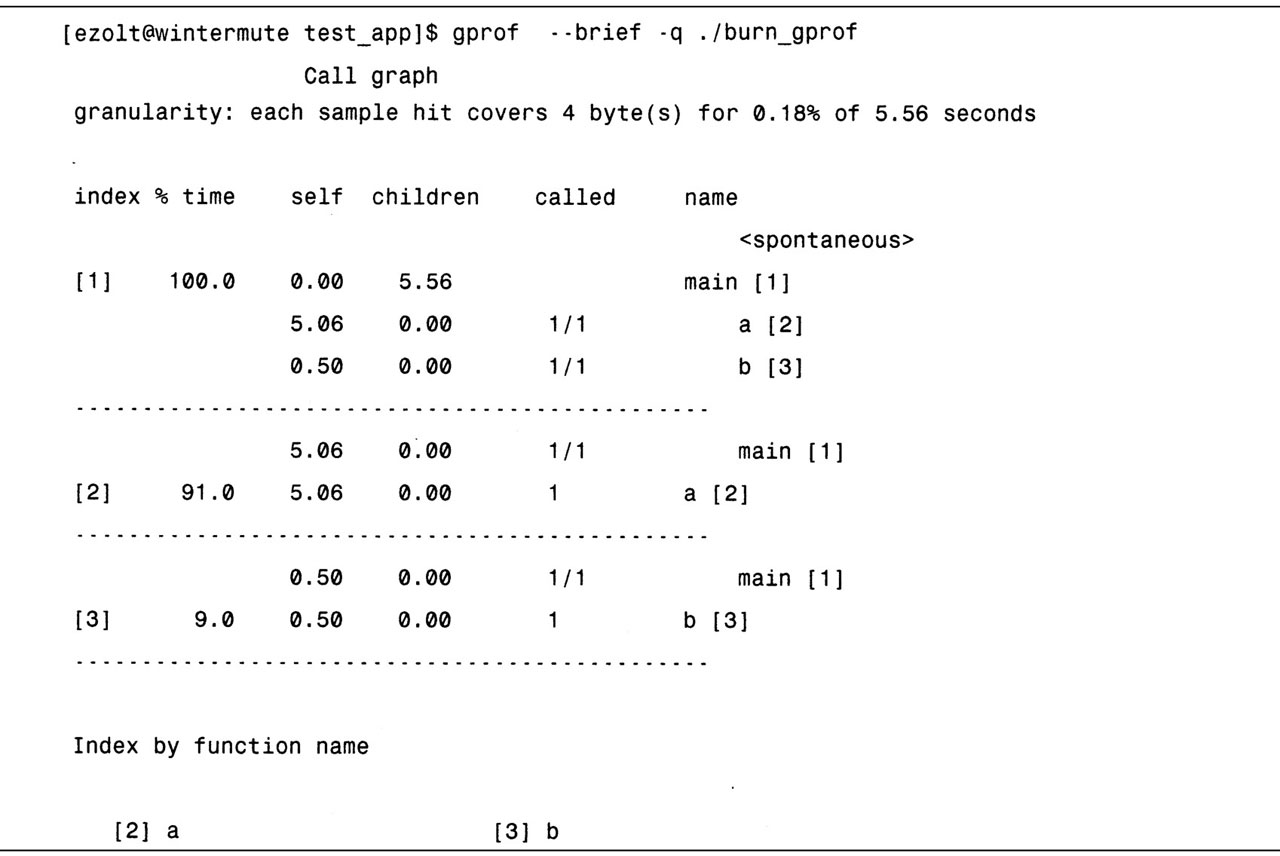 [ezolt@wintermute test_app]$ gprof  --brief -q ./burn_gprof
                 Call graph
granularity: each sample hit covers 4 byte(s) for 0.18% of 5.56 seconds
index % time    self  children    called     name
                                                 <spontaneous>
[1]    100.0    0.00    5.56                 main [1]
                5.06    0.00       1/1           a [2]
                0.50    0.00       1/1           b [3]
-----------------------------------------------
                5.06    0.00       1/1           main [1]
[2]     91.0    5.06    0.00       1         a [2]
-----------------------------------------------
                0.50    0.00       1/1           main [1]
[3]      9.0    0.50    0.00       1         b [3]
-----------------------------------------------
Index by function name
   [2] a                       [3] b